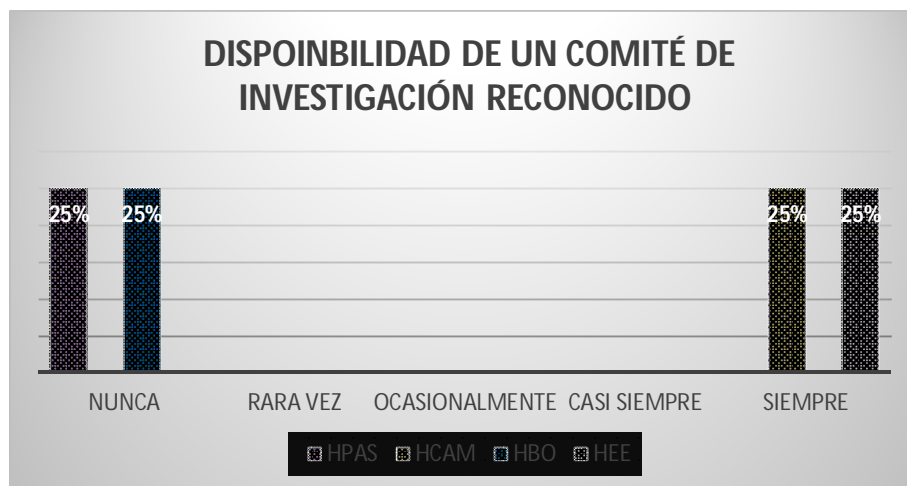 DISPOINBILIDAD DE UN COMITÉ DE
INVESTIGACIÓN RECONOCIDO
25% 25% 25% 25%
NUNCA RARA VEZ OCASIONALMENTE CASI SIEMPRE SIEMPRE
HPAS HCAM HBO HEE